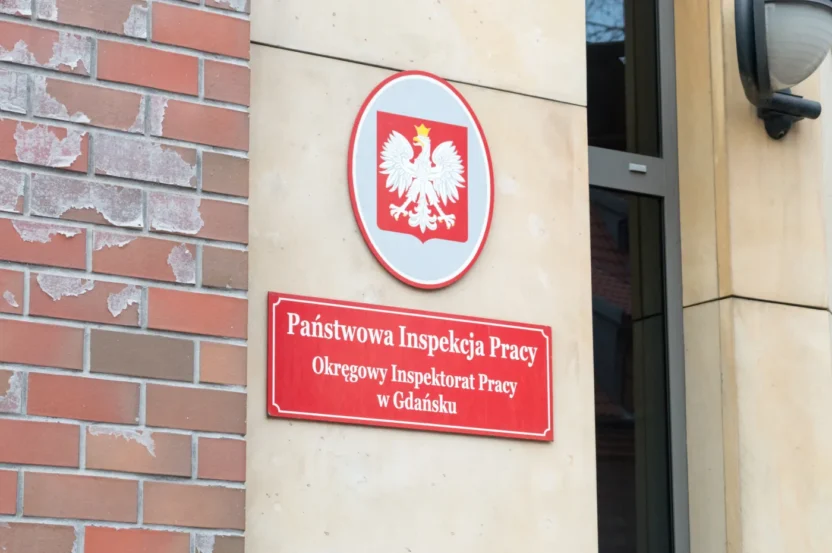 Państwowa Inspekcja Pracy
Okręgowy Inspektorat Pracy
w Gdańsku